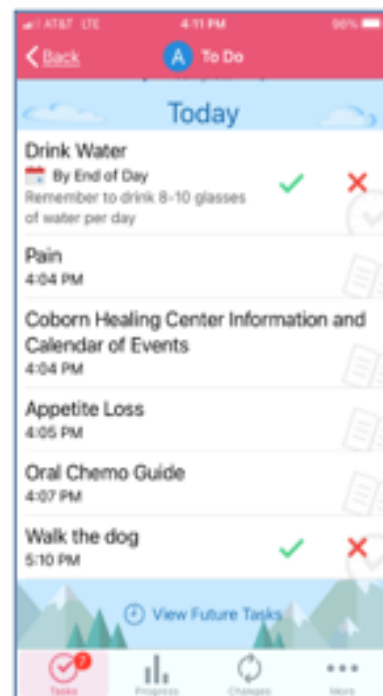 AT&T LTE 4:11 PM 98%
Back A To Do
Today
Drink Water
By End of Day
Remember to drink 8-10 glasses
of water per day
Pain
4:04 PM
Coborn Healing Center Information and
Calendar of Events
4:04 PM
Appetite Loss
4:05 PM
Oral Chemo Guide
4:07 PM
Walk the dog
5:10 PM
View Future Tasks
7
Tasks Progress Changes More